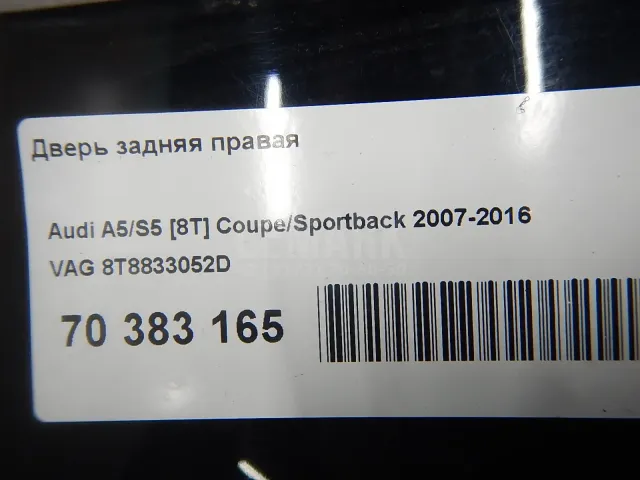 Дверь задняя правая
Audi A5/S5 [8T] Coupe/Sportback 2007-2016
VAG 8T8833052D
70 383 165